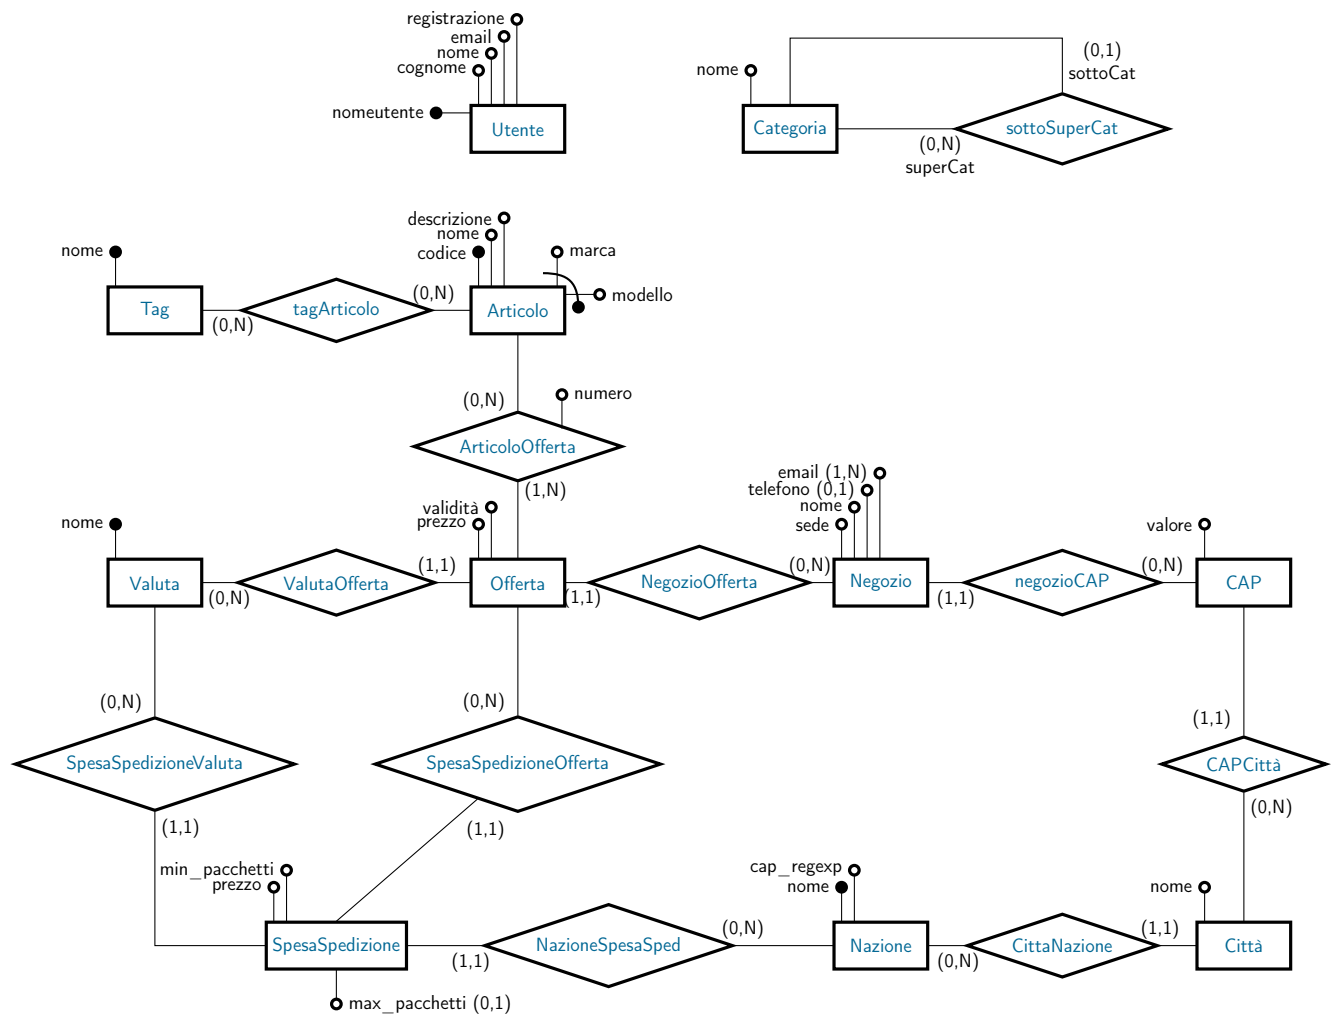 registrazione
email
nome
cognome
nomeutente
Utente
nome
Categoria
(0,1)
sottoCat
sottoSuperCat
(0,N)
superCat
descrizione
nome
codice
marca
modello
nome
Tag
(0,N)
tagArticolo
(0,N)
Articolo
(0,N)
numero
ArticoloOfferta
(1,N)
email (1,N)
telefono (0,1)
nome
sede
validità
prezzo
nome
valore
Valuta
(0,N)
ValutaOfferta
(1,1)
Offerta
(1,1)
NegozioOfferta
(0,N)
Negozio
(1,1)
negozioCAP
(0,N)
CAP
(0,N)
(0,N)
(1,1)
SpesaSpedizioneValuta
SpesaSpedizioneOfferta
CAPCittà
(1,1)
(1,1)
(0,N)
min_pacchetti
prezzo
cap_regexp
nome
nome
SpesaSpedizione
(1,1)
NazioneSpesaSped
(0,N)
Nazione
(0,N)
CittaNazione
(1,1)
Città
max_pacchetti (0,1)